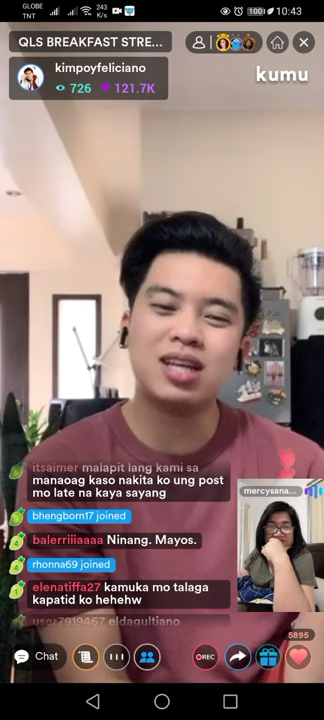 GLOBE
TNT
243
K/S
100
10:43
QLS BREAKFAST STRE...
kimpoyfeliciano
726 121.7K
kumu
itsaimer malapit lang kami sa
manaoag kaso nakita ko ung post
mo late na kaya sayang
bhengborn17 joined
balerriiiaaaa Ninang. Mayos.
rhonna69 joined
elenatiffa27 kamuka mo talaga
kapatid ko hehehw
user7919467 eldagultiano
mercysana...
5895
Chat
REC